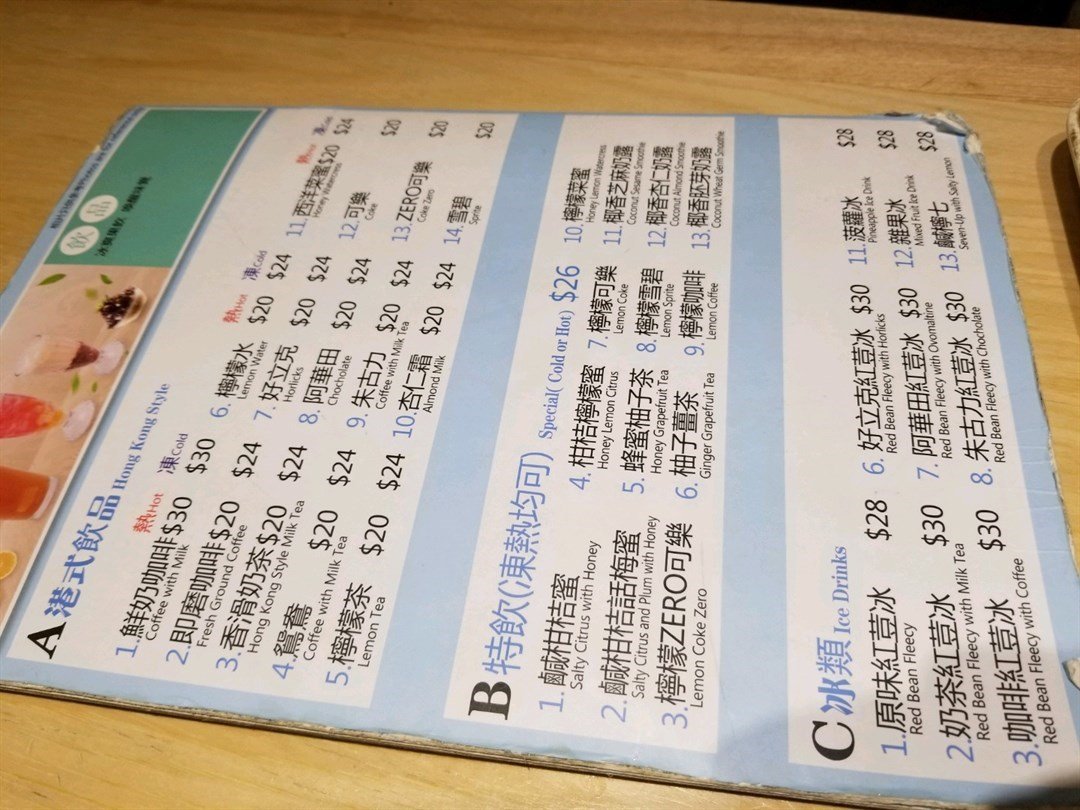 飲品
冰爽果飲 愛龤味覺
A 港式飲品 Hong Kong Style
熱Hot 凍Cold
1.鮮奶咖啡 $30 $30
Coffee with Milk
2.即磨咖啡 $20 $24
Fresh Ground Coffee
3.香滑奶茶 $20 $24
Hong Kong Style Milk Tea
4.鴛鴦 $20 $24
Coffee with Milk Tea
5.檸檬茶 $20 $24
Lemon Tea
熱Hot 凍Cold
6.檸檬水 $20 $24
Lemon Water
7.好立克 $20 $24
Horlicks
8.阿華田 $20 $24
Chocholate
9.朱古力 $20 $24
Coffee with Milk Tea
10.杏仁霜 $20 $24
Almond Milk
熱Hot 凍Cold
11.西洋菜蜜 $20 $24
Honey Watercress
12.可樂 $20
Coke
13.ZERO可樂 $20
Coke Zero
14.雪碧 $20
Sprite
B 特飲(凍熱均可) Special( Cold or Hot) $26
1.鹹柑桔蜜
Salty Citrus with Honey
2.鹹柑桔話梅蜜
Salty Citrus and Plum with Honey
3.檸檬ZERO可樂
Lemon Coke Zero
4.柑桔檸檬蜜
Honey Lemon Citrus
5.蜂蜜柚子茶
Honey Grapefruit Tea
6.柚子薑茶
Ginger Grapefruit Tea
7.檸檬可樂
Lemon Coke
8.檸檬雪碧
Lemon Sprite
9.檸檬咖啡
Lemon Coffee
10.檸檬菜蜜
Honey Lemon Watercress
11.椰香芝麻奶露
Coconut Sesame Smoothie
12.椰香杏仁奶露
Coconut Almond Smoothie
13.椰香胚芽奶露
Coconut Wheat Germ Smoothie
C 冰類 Ice Drinks
1.原味紅荳冰 $28
Red Bean Fleecy
2.奶茶紅荳冰 $30
Red Bean Fleecy with Milk Tea
3.咖啡紅荳冰 $30
Red Bean Fleecy with Coffee
6.好立克紅荳冰 $30
Red Bean Fleecy with Horlicks
7.阿華田紅荳冰 $30
Red Bean Fleecy with Ovomaltine
8.朱古力紅荳冰 $30
Red Bean Fleecy with Chocholate
11.菠蘿冰 $28
Pineapple Ice Drink
12.雜果冰 $28
Mixed Fruit Ice Drink
13.鹹檸七 $28
Seven-Up with Salty Lemon